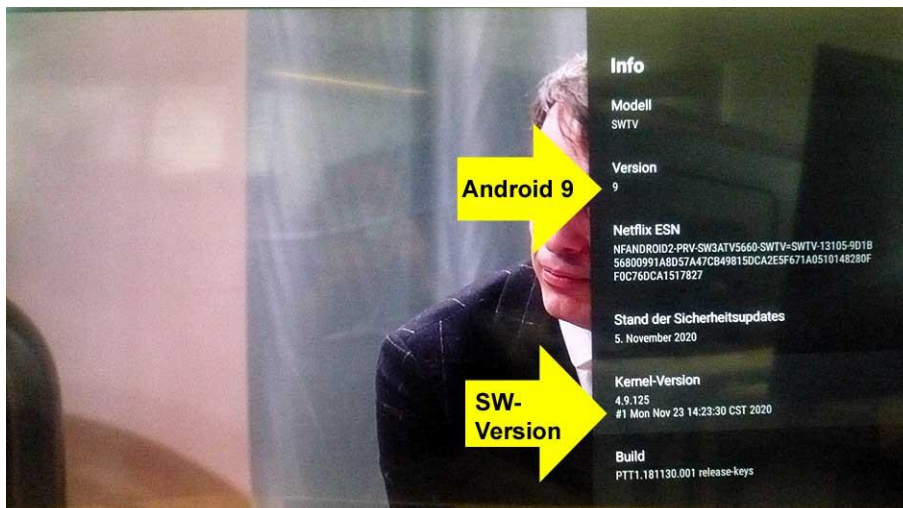 Info
Modell
SWTV
Android 9
Version
9
Netflix ESN
NFANDROID2-PRV-SW3ATV5660-SWTV=SWTV-13105-9D1B
56800991A8D57A47CB49815DCA2E5F671A0510148280F
F0C76DCA1517827
Stand der Sicherheitsupdates
5. November 2020
SW-
Version
Kernel-Version
4.9.125
#1 Mon Nov 23 14:23:30 CST 2020
Build
PTT1.181130.001 release-keys